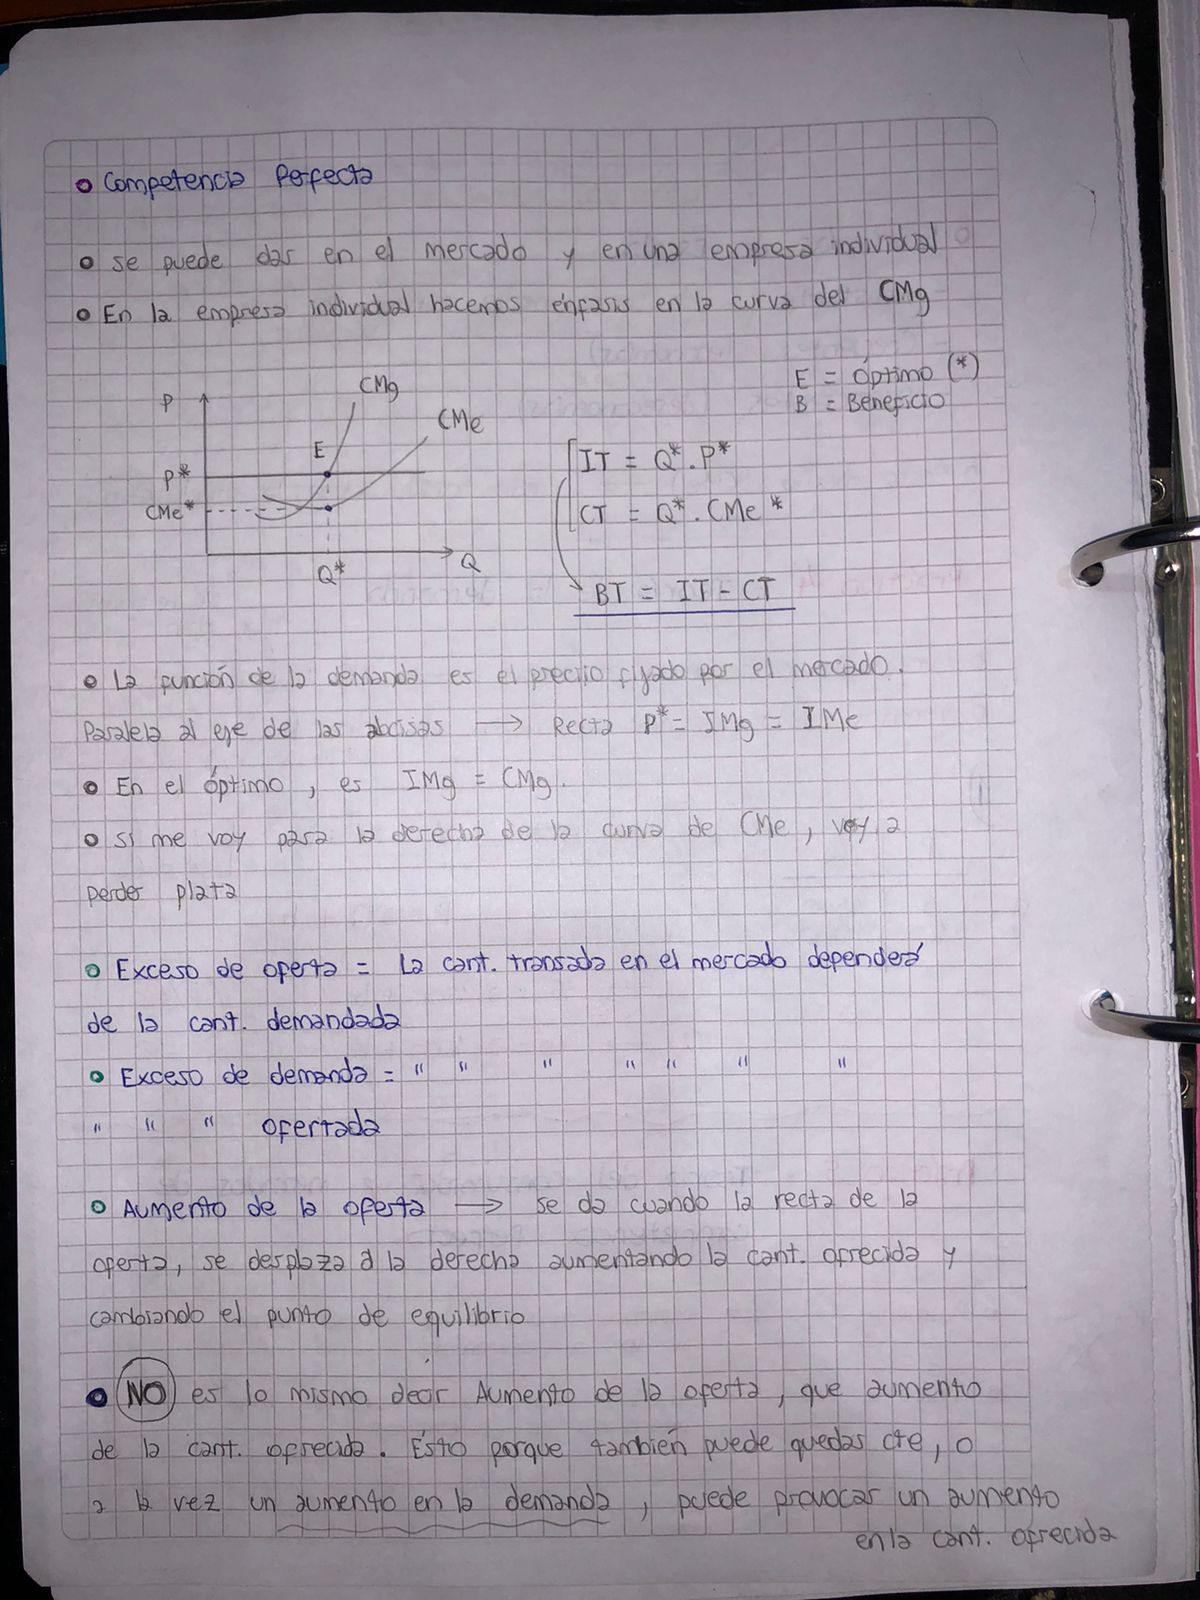 Competencia Perfecta
se puede dar en el mercado y en una empresa individual
En la empresa individual hacemos énfasis en la curva del CMg
E = Óptimo (*)
B = Beneficio
P
CMg
CMe
E
P*
CMe*
Q*
Q
IT = Q*.P*
CT = Q*.CMe*
BT = IT - CT
La función de la demanda es el precio fijado por el mercado.
Paralela al eje de las abcisas → Recta P* = IMg = IMe
En el óptimo, es IMg = CMg.
Si me voy para la derecha de la curva de CMe, voy a
perder plata
Exceso de oferta = La cant. transada en el mercado dependerá
de la cant. demandada
Exceso de demanda = " " " " " " "
" " " ofertada
Aumento de la oferta → se da cuando la recta de la
oferta, se desplaza a la derecha aumentando la cant. ofrecida y
cambiando el punto de equilibrio
NO es lo mismo decir Aumento de la oferta, que aumento
de la cant. ofrecida. Esto porque también puede quedar cte, o
a la vez un aumento en la demanda, puede provocar un aumento
en la cant. ofrecida